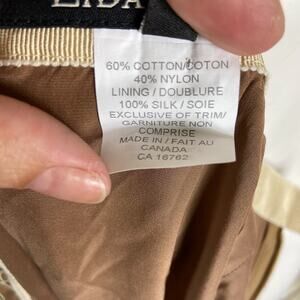 60% COTTON/COTON
40% NYLON
LINING / DOUBLURE
100% SILK / SOIE
EXCLUSIVE OF TRIM/
GARNITURE NON
COMPRISE
MADE IN / FAIT AU
CANADA
CA 16762